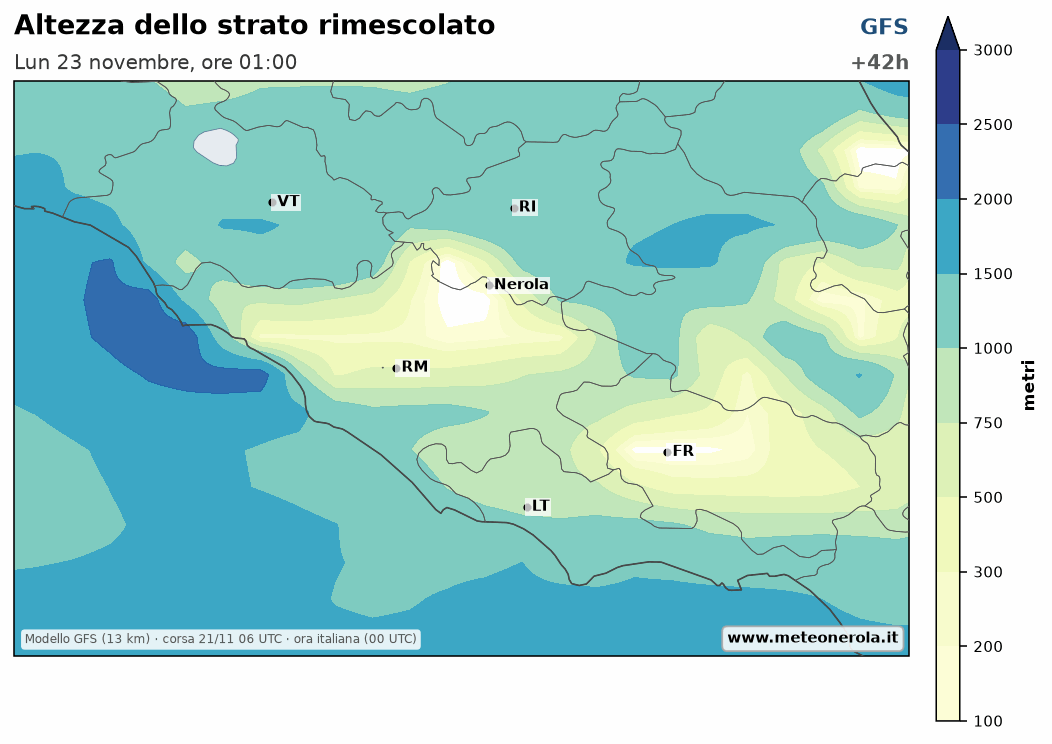 Altezza dello strato rimescolato
GFS
Lun 23 novembre, ore 01:00
+42h
3000
2500
2000
1500
1000
750
500
300
200
100
metri
VT
RI
Nerola
RM
FR
LT
Modello GFS (13 km) · corsa 21/11 06 UTC · ora italiana (00 UTC)
www.meteonerola.it